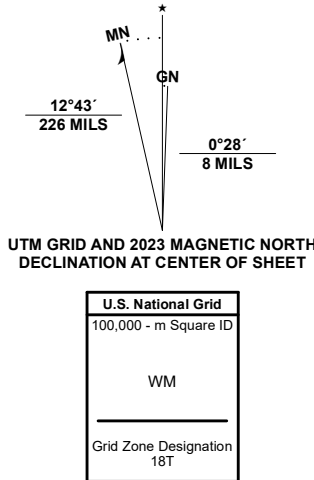 ★
MN
GN
12°43´
226 MILS
0°28´
8 MILS
UTM GRID AND 2023 MAGNETIC NORTH
DECLINATION AT CENTER OF SHEET
U.S. National Grid
100,000 - m Square ID
WM
Grid Zone Designation
18T